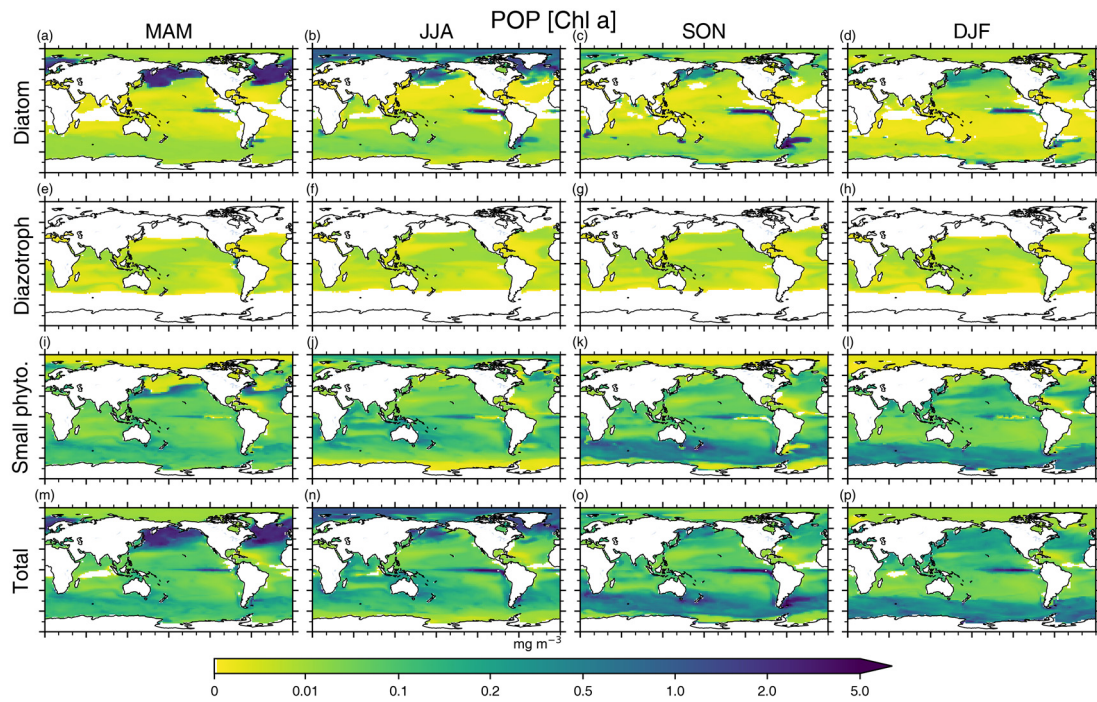 POP [Chl a]
MAM JJA SON DJF
(a) (b) (c) (d)
Diatom
(e) (f) (g) (h)
Diazotroph
(i) (j) (k) (l)
Small phyto.
(m) (n) (o) (p)
Total
mg m⁻³
0 0.01 0.1 0.2 0.5 1.0 2.0 5.0